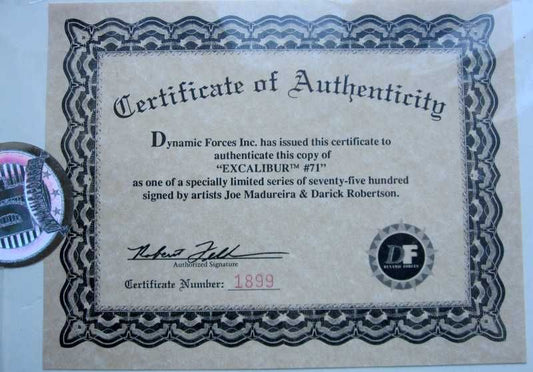 Certificate of Authenticity
Dynamic Forces Inc. has issued this certificate to
authenticate this copy of
"EXCALIBUR™ #71"
as one of a specially limited series of seventy-five hundred
signed by artists Joe Madureira & Darick Robertson.
Authorized Signature
Certificate Number: 1899
DF
DYNAMIC FORCES